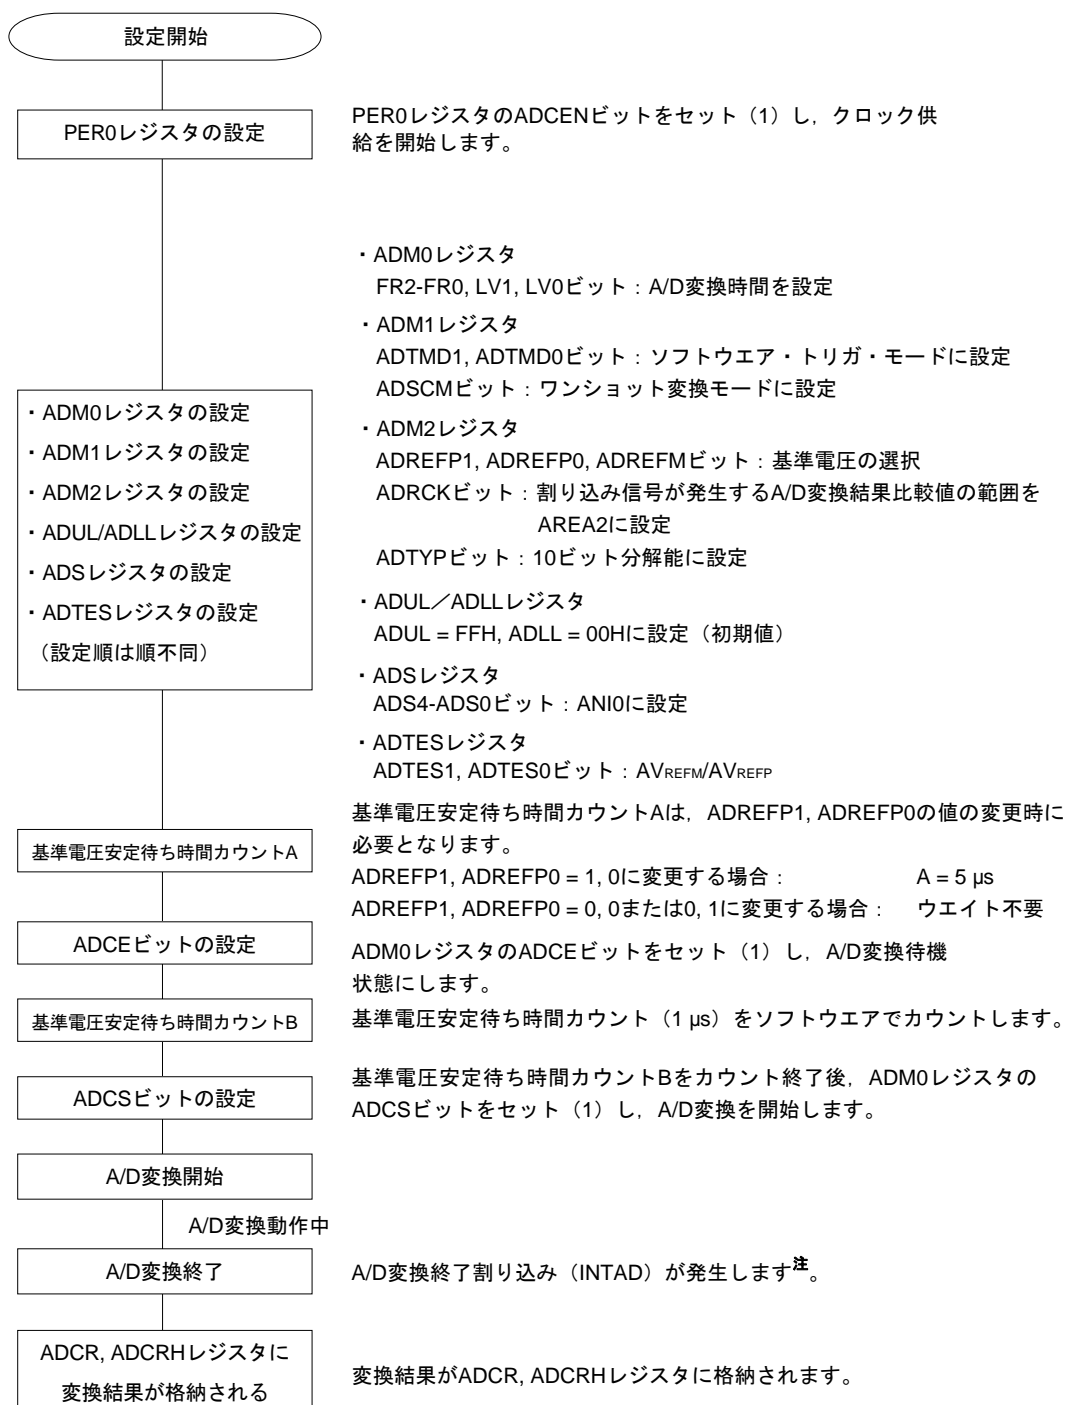 設定開始
PER0レジスタの設定
PER0レジスタのADCENビットをセット（1）し，クロック供
給を開始します。
・ADM0レジスタの設定
・ADM1レジスタの設定
・ADM2レジスタの設定
・ADUL/ADLLレジスタの設定
・ADSレジスタの設定
・ADTESレジスタの設定
（設定順は順不同）
・ADM0レジスタ
FR2-FR0, LV1, LV0ビット：A/D変換時間を設定
・ADM1レジスタ
ADTMD1, ADTMD0ビット：ソフトウエア・トリガ・モードに設定
ADSCMビット：ワンショット変換モードに設定
・ADM2レジスタ
ADREFP1, ADREFP0, ADREFMビット：基準電圧の選択
ADRCKビット：割り込み信号が発生するA/D変換結果比較値の範囲を
AREA2に設定
ADTYPビット：10ビット分解能に設定
・ADUL／ADLLレジスタ
ADUL = FFH, ADLL = 00Hに設定（初期値）
・ADSレジスタ
ADS4-ADS0ビット：ANI0に設定
・ADTESレジスタ
ADTES1, ADTES0ビット：AVREFM/AVREFP
基準電圧安定待ち時間カウントA
基準電圧安定待ち時間カウントAは，ADREFP1, ADREFP0の値の変更時に
必要となります。
ADREFP1, ADREFP0 = 1, 0に変更する場合： A = 5 μs
ADREFP1, ADREFP0 = 0, 0または0, 1に変更する場合： ウエイト不要
ADCEビットの設定
ADM0レジスタのADCEビットをセット（1）し，A/D変換待機
状態にします。
基準電圧安定待ち時間カウントB
基準電圧安定待ち時間カウント（1 μs）をソフトウエアでカウントします。
ADCSビットの設定
基準電圧安定待ち時間カウントBをカウント終了後，ADM0レジスタの
ADCSビットをセット（1）し，A/D変換を開始します。
A/D変換開始
A/D変換動作中
A/D変換終了
A/D変換終了割り込み（INTAD）が発生します注。
ADCR, ADCRHレジスタに
変換結果が格納される
変換結果がADCR, ADCRHレジスタに格納されます。